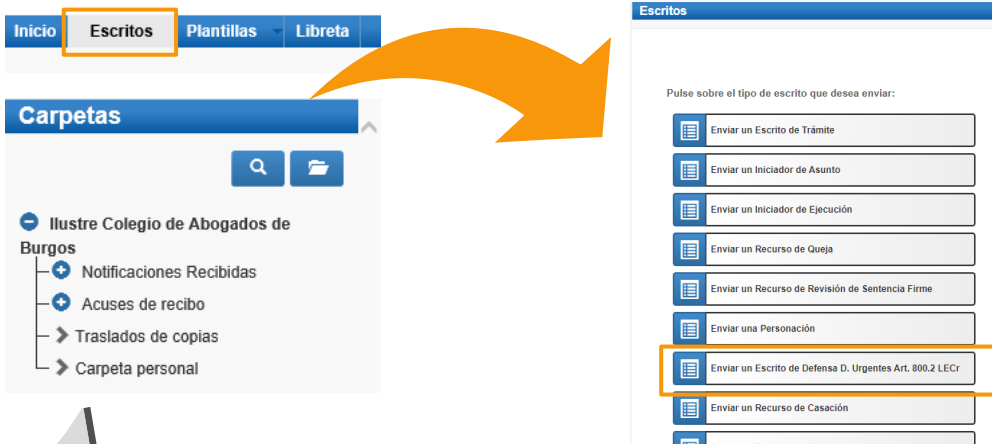 Inicio Escritos Plantillas Libreta
Carpetas
Ilustre Colegio de Abogados de
Burgos
Notificaciones Recibidas
Acuses de recibo
Traslados de copias
Carpeta personal
Escritos
Pulse sobre el tipo de escrito que desea enviar:
Enviar un Escrito de Trámite
Enviar un Iniciador de Asunto
Enviar un Iniciador de Ejecución
Enviar un Recurso de Queja
Enviar un Recurso de Revisión de Sentencia Firme
Enviar una Personación
Enviar un Escrito de Defensa D. Urgentes Art. 800.2 LECr
Enviar un Recurso de Casación